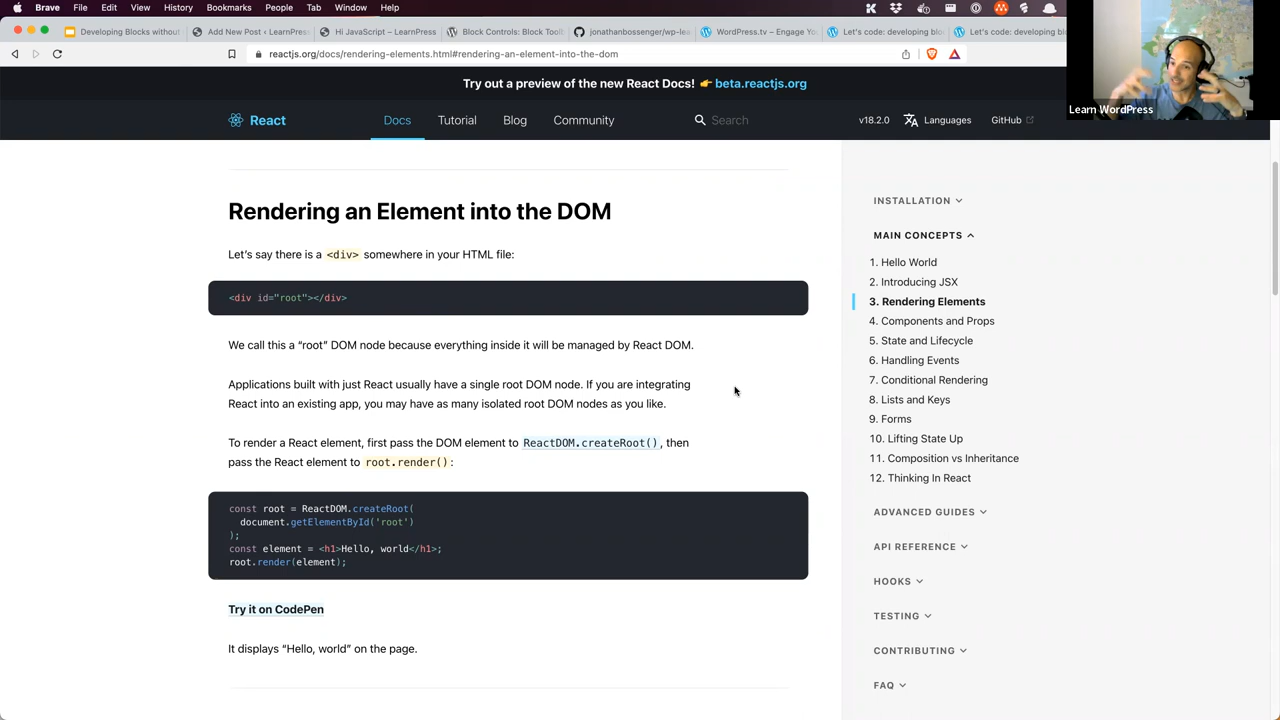 Brave File Edit View History Bookmarks People Tab Window Help
Developing Blocks without
Add New Post ‹ LearnPress
Hi JavaScript – LearnPress
Block Controls: Block Tool
jonathanbossenger/wp-lea
WordPress.tv – Engage Yo
Let's code: developing blo
Let's code: developing blo
reactjs.org/docs/rendering-elements.html#rendering-an-element-into-the-dom
Try out a preview of the new React Docs! 👉 beta.reactjs.org
Learn WordPress
React Docs Tutorial Blog Community Search v18.2.0 Languages GitHub
Rendering an Element into the DOM
Let's say there is a <div> somewhere in your HTML file:
<div id="root"></div>
We call this a “root” DOM node because everything inside it will be managed by React DOM.
Applications built with just React usually have a single root DOM node. If you are integrating
React into an existing app, you may have as many isolated root DOM nodes as you like.
To render a React element, first pass the DOM element to ReactDOM.createRoot(), then
pass the React element to root.render():
const root = ReactDOM.createRoot(
document.getElementById('root')
);
const element = <h1>Hello, world</h1>;
root.render(element);
Try it on CodePen
It displays “Hello, world” on the page.
INSTALLATION
MAIN CONCEPTS
1. Hello World
2. Introducing JSX
3. Rendering Elements
4. Components and Props
5. State and Lifecycle
6. Handling Events
7. Conditional Rendering
8. Lists and Keys
9. Forms
10. Lifting State Up
11. Composition vs Inheritance
12. Thinking In React
ADVANCED GUIDES
API REFERENCE
HOOKS
TESTING
CONTRIBUTING
FAQ